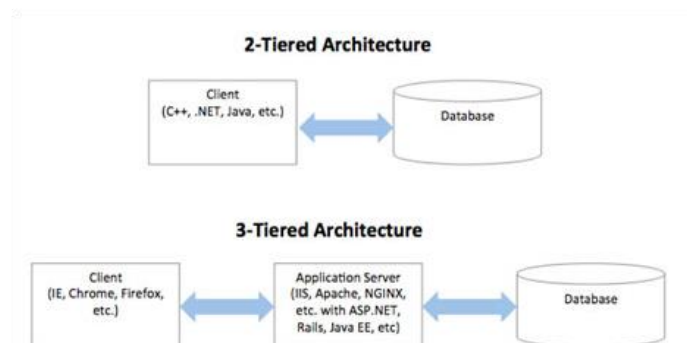 2-Tiered Architecture
Client
(C++, .NET, Java, etc.)
Database
3-Tiered Architecture
Client
(IE, Chrome, Firefox,
etc.)
Application Server
(IIS, Apache, NGINX,
etc. with ASP.NET,
Rails, Java EE, etc)
Database